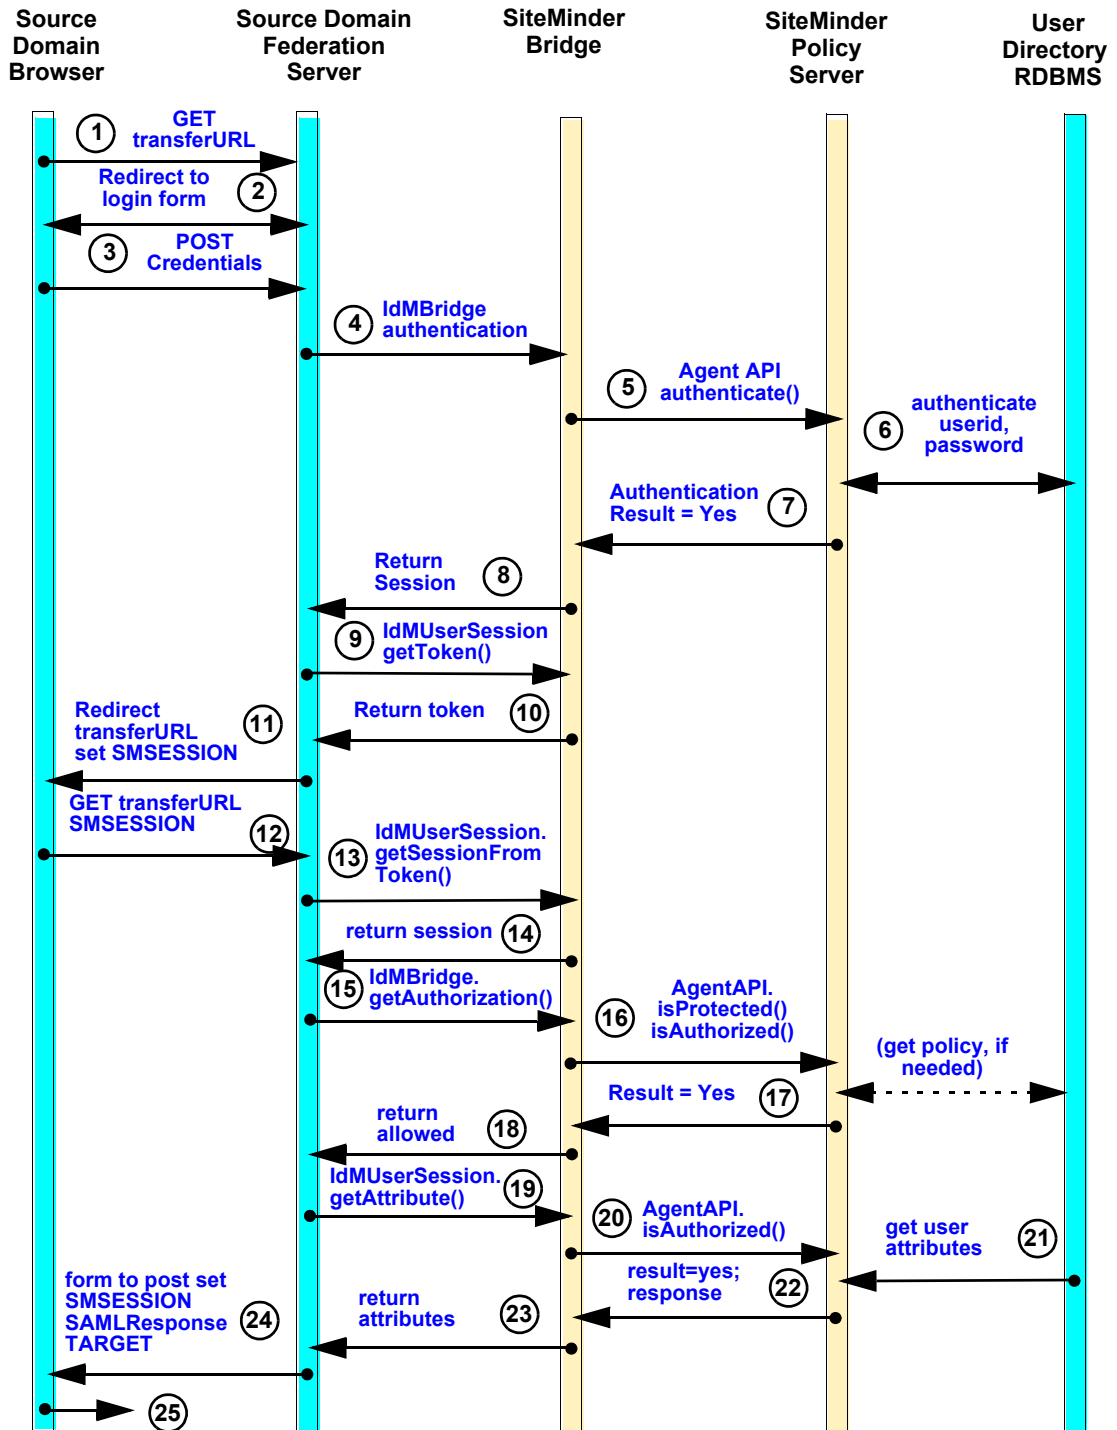 Source
Domain
Browser
Source Domain
Federation
Server
SiteMinder
Bridge
SiteMinder
Policy
Server
User
Directory
RDBMS
1
GET
transferURL
Redirect to
login form
2
3
POST
Credentials
4
IdMBridge
authentication
5
Agent API
authenticate()
6
authenticate
userid,
password
Authentication
Result = Yes
7
Return
Session
8
9
IdMUserSession
getToken()
Return token
10
Redirect
transferURL
set SMSESSION
11
GET transferURL
SMSESSION
12
13
IdMUserSession.
getSessionFrom
Token()
return session
14
15
IdMBridge.
getAuthorization()
16
AgentAPI.
isProtected()
isAuthorized()
(get policy, if
needed)
Result = Yes
17
return
allowed
18
IdMUserSession.
getAttribute()
19
20
AgentAPI.
isAuthorized()
get user
attributes
21
result=yes;
response
22
return
attributes
23
form to post set
SMSESSION
SAMLResponse
TARGET
24
25